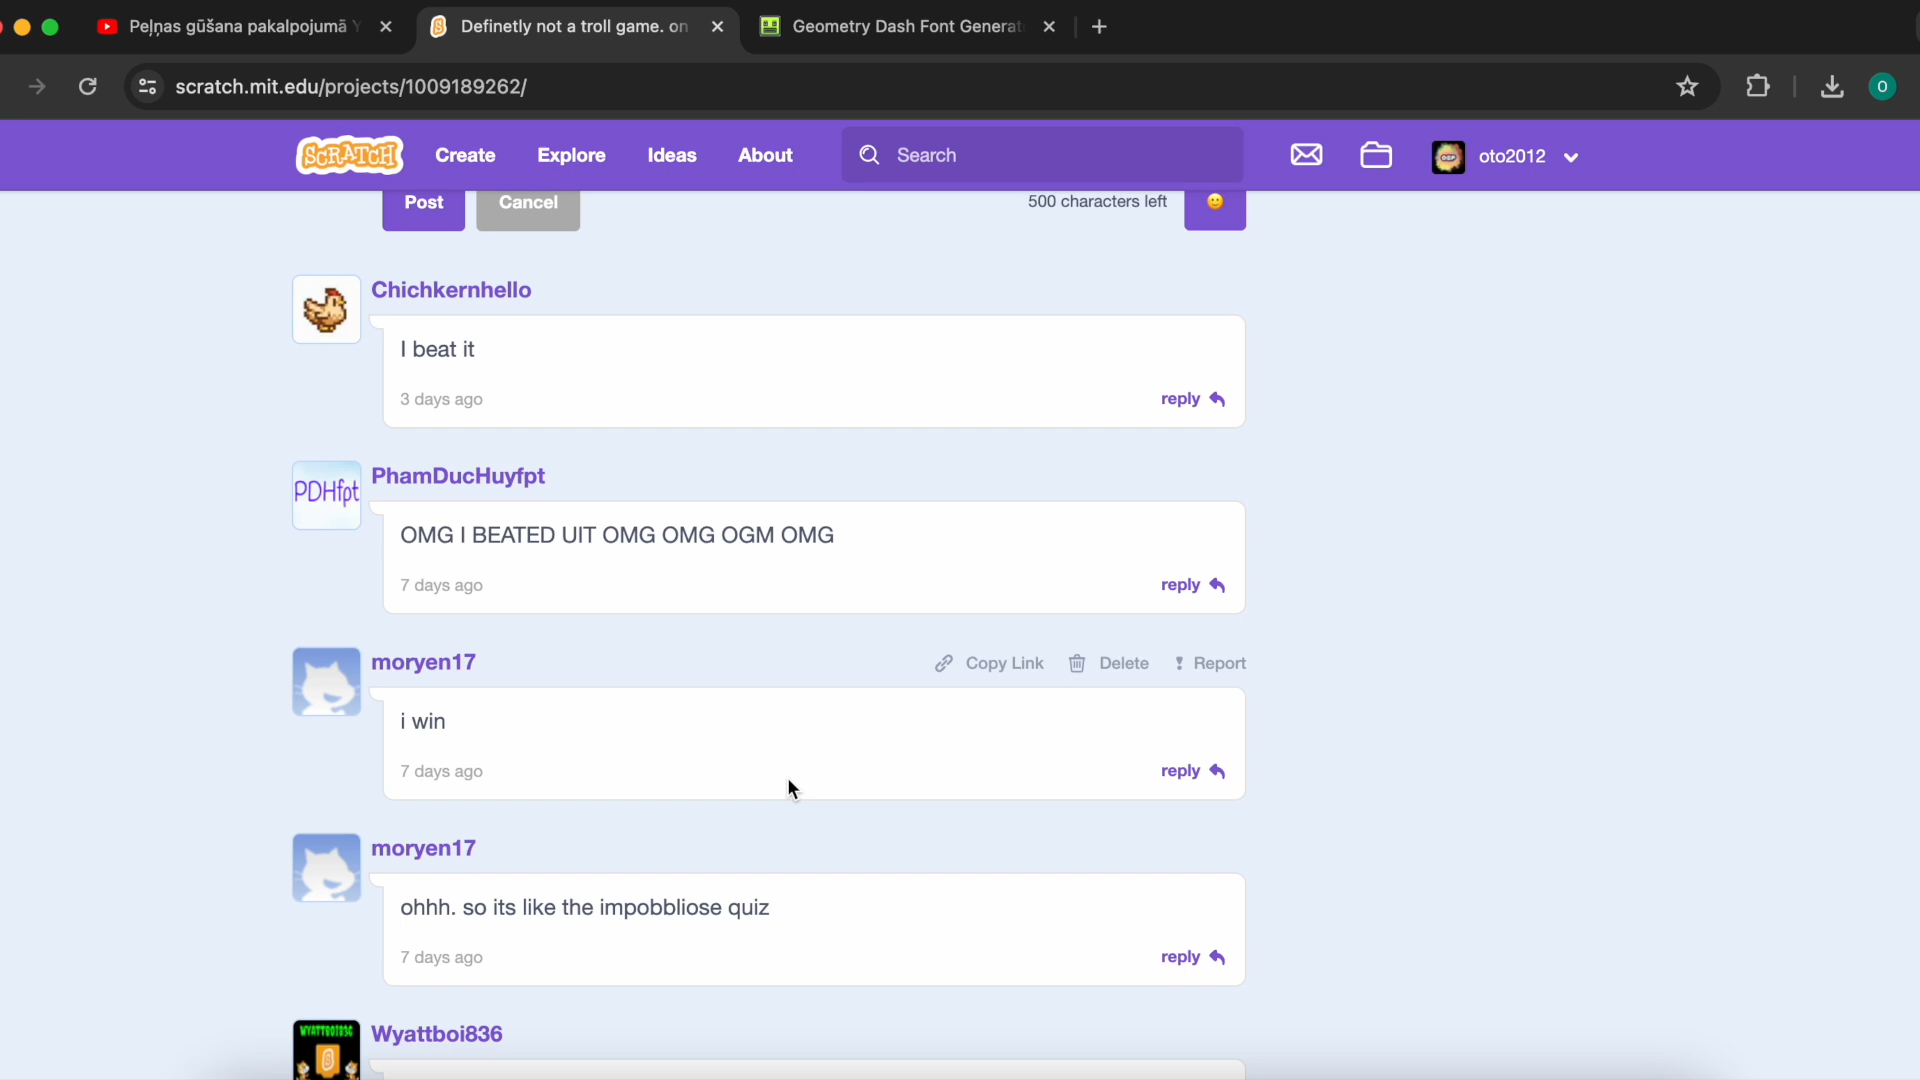 Peļņas gūšana pakalpojumā Y
Definetly not a troll game. on
Geometry Dash Font Generat
scratch.mit.edu/projects/1009189262/
O
SCRATCH
Create
Explore
Ideas
About
Search
OGP
oto2012
Post
Cancel
500 characters left
Chichkernhello
I beat it
3 days ago
reply
PDHfpt
PhamDucHuyfpt
OMG I BEATED UIT OMG OMG OGM OMG
7 days ago
reply
moryen17
Copy Link
Delete
Report
i win
7 days ago
reply
moryen17
ohhh. so its like the impobbliose quiz
7 days ago
reply
WYATTBOI836
Wyattboi836